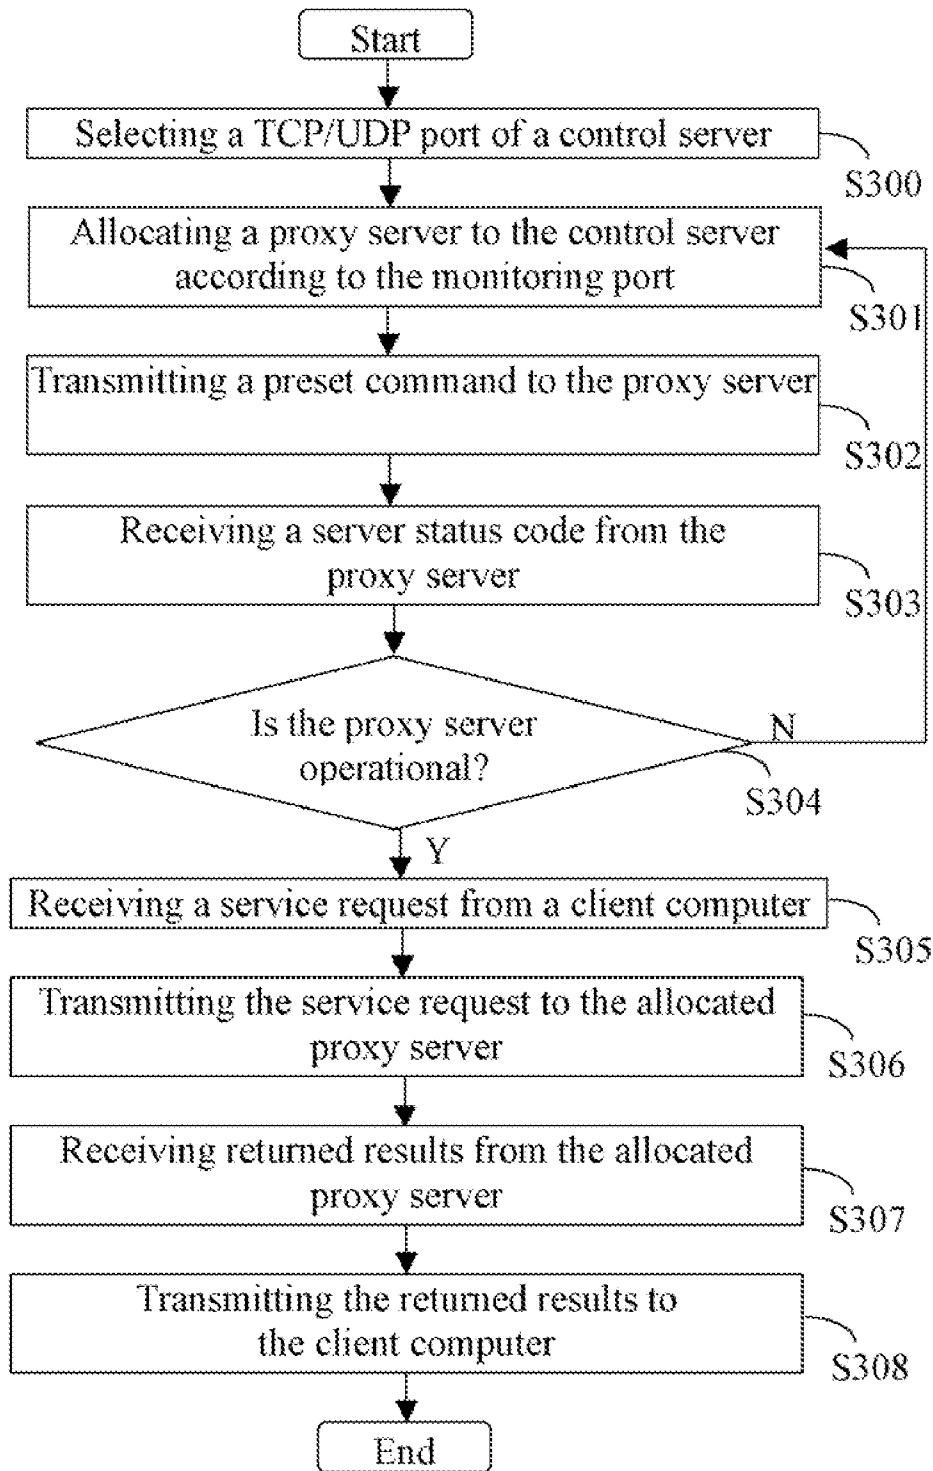 Start
Selecting a TCP/UDP port of a control server
S300
Allocating a proxy server to the control server
according to the monitoring port
S301
Transmitting a preset command to the proxy server
S302
Receiving a server status code from the
proxy server
S303
Is the proxy server
operational?
N
S304
Y
Receiving a service request from a client computer
S305
Transmitting the service request to the allocated
proxy server
S306
Receiving returned results from the allocated
proxy server
S307
Transmitting the returned results to
the client computer
S308
End